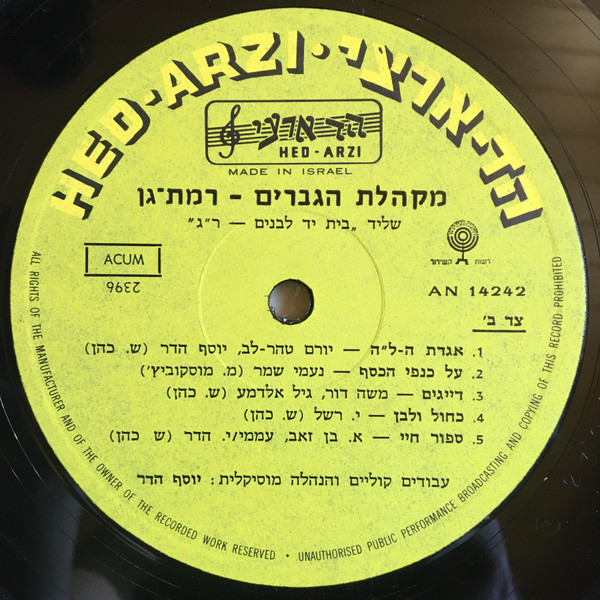 HED-ARZI • הד-ארצי
הד ארצי
HED-ARZI
MADE IN ISRAEL
מקהלת הגברים - רמת-גן
שליד „בית יד לבנים — ר״ג"
ACUM
2396
רשות השידור
AN 14242
צד ב'
1. אגדת ה-ל״ה — יורם טהר-לב, יוסף הדר (ש. כהן)
2. על כנפי הכסף — נעמי שמר (מ. מוסקוביץ')
3. דייגים — משה דור, גיל אלדמע (ש. כהן)
4. כחול ולבן — י. רשל (ש. כהן)
5. ספור חיי — א. בן זאב, עממי/י. הדר (ש כהן)
עבודים קוליים והנהלה מוסיקלית: יוסף הדר
ALL RIGHTS OF THE MANUFACTURER AND OF THE OWNER OF THE RECORDED WORK RESERVED • UNAUTHORISED PUBLIC PERFORMANCE BROADCASTING AND COPYING OF THIS RECORD PROHIBITED